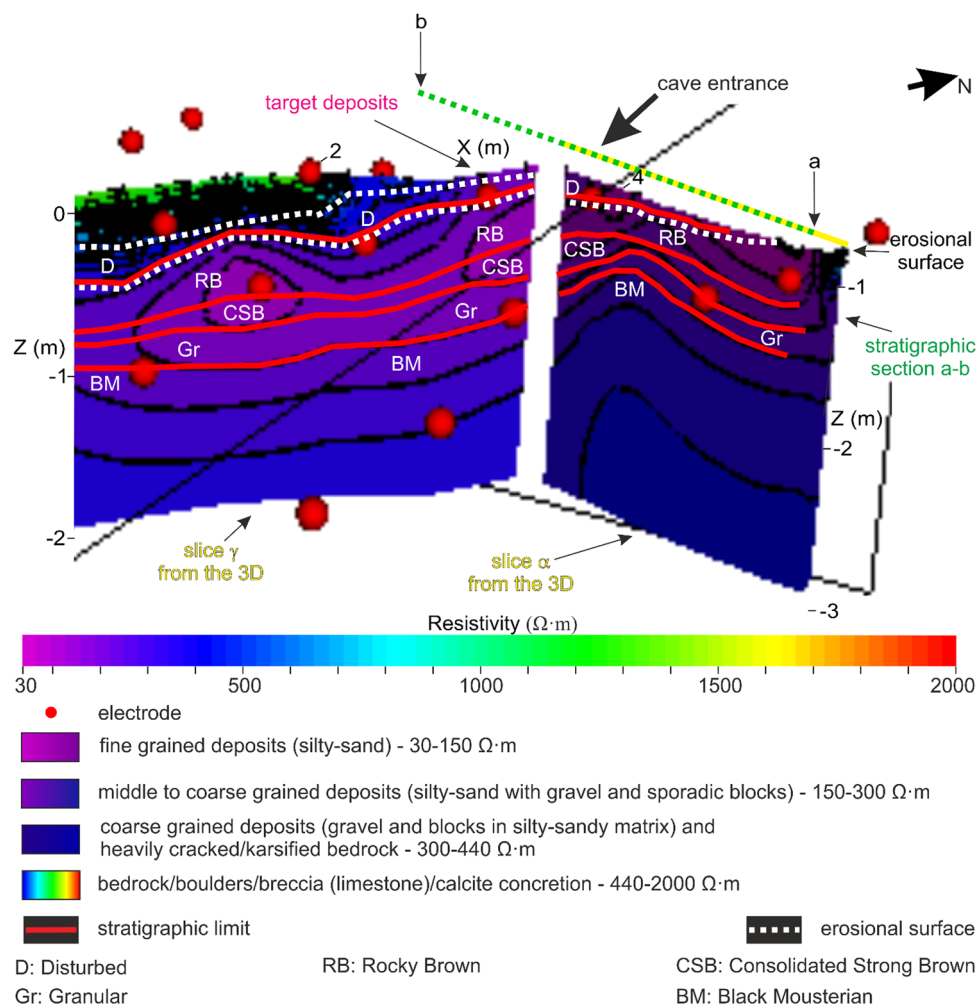 b
cave entrance
N
target deposits
X (m)
2
4
a
0
D
D
D
RB
RB
RB
erosional
surface
CSB
CSB
CSB
-1
BM
Gr
Gr
Gr
stratigraphic
section a-b
Z (m)
-1
BM
BM
Z (m)
-2
-2
slice γ
from the 3D
slice α
from the 3D
-3
Resistivity (Ω·m)
30 500 1000 1500 2000
electrode
fine grained deposits (silty-sand) - 30-150 Ω·m
middle to coarse grained deposits (silty-sand with gravel and sporadic blocks) - 150-300 Ω·m
coarse grained deposits (gravel and blocks in silty-sandy matrix) and
heavily cracked/karsified bedrock - 300-440 Ω·m
bedrock/boulders/breccia (limestone)/calcite concretion - 440-2000 Ω·m
stratigraphic limit erosional surface
D: Disturbed RB: Rocky Brown CSB: Consolidated Strong Brown
Gr: Granular BM: Black Mousterian